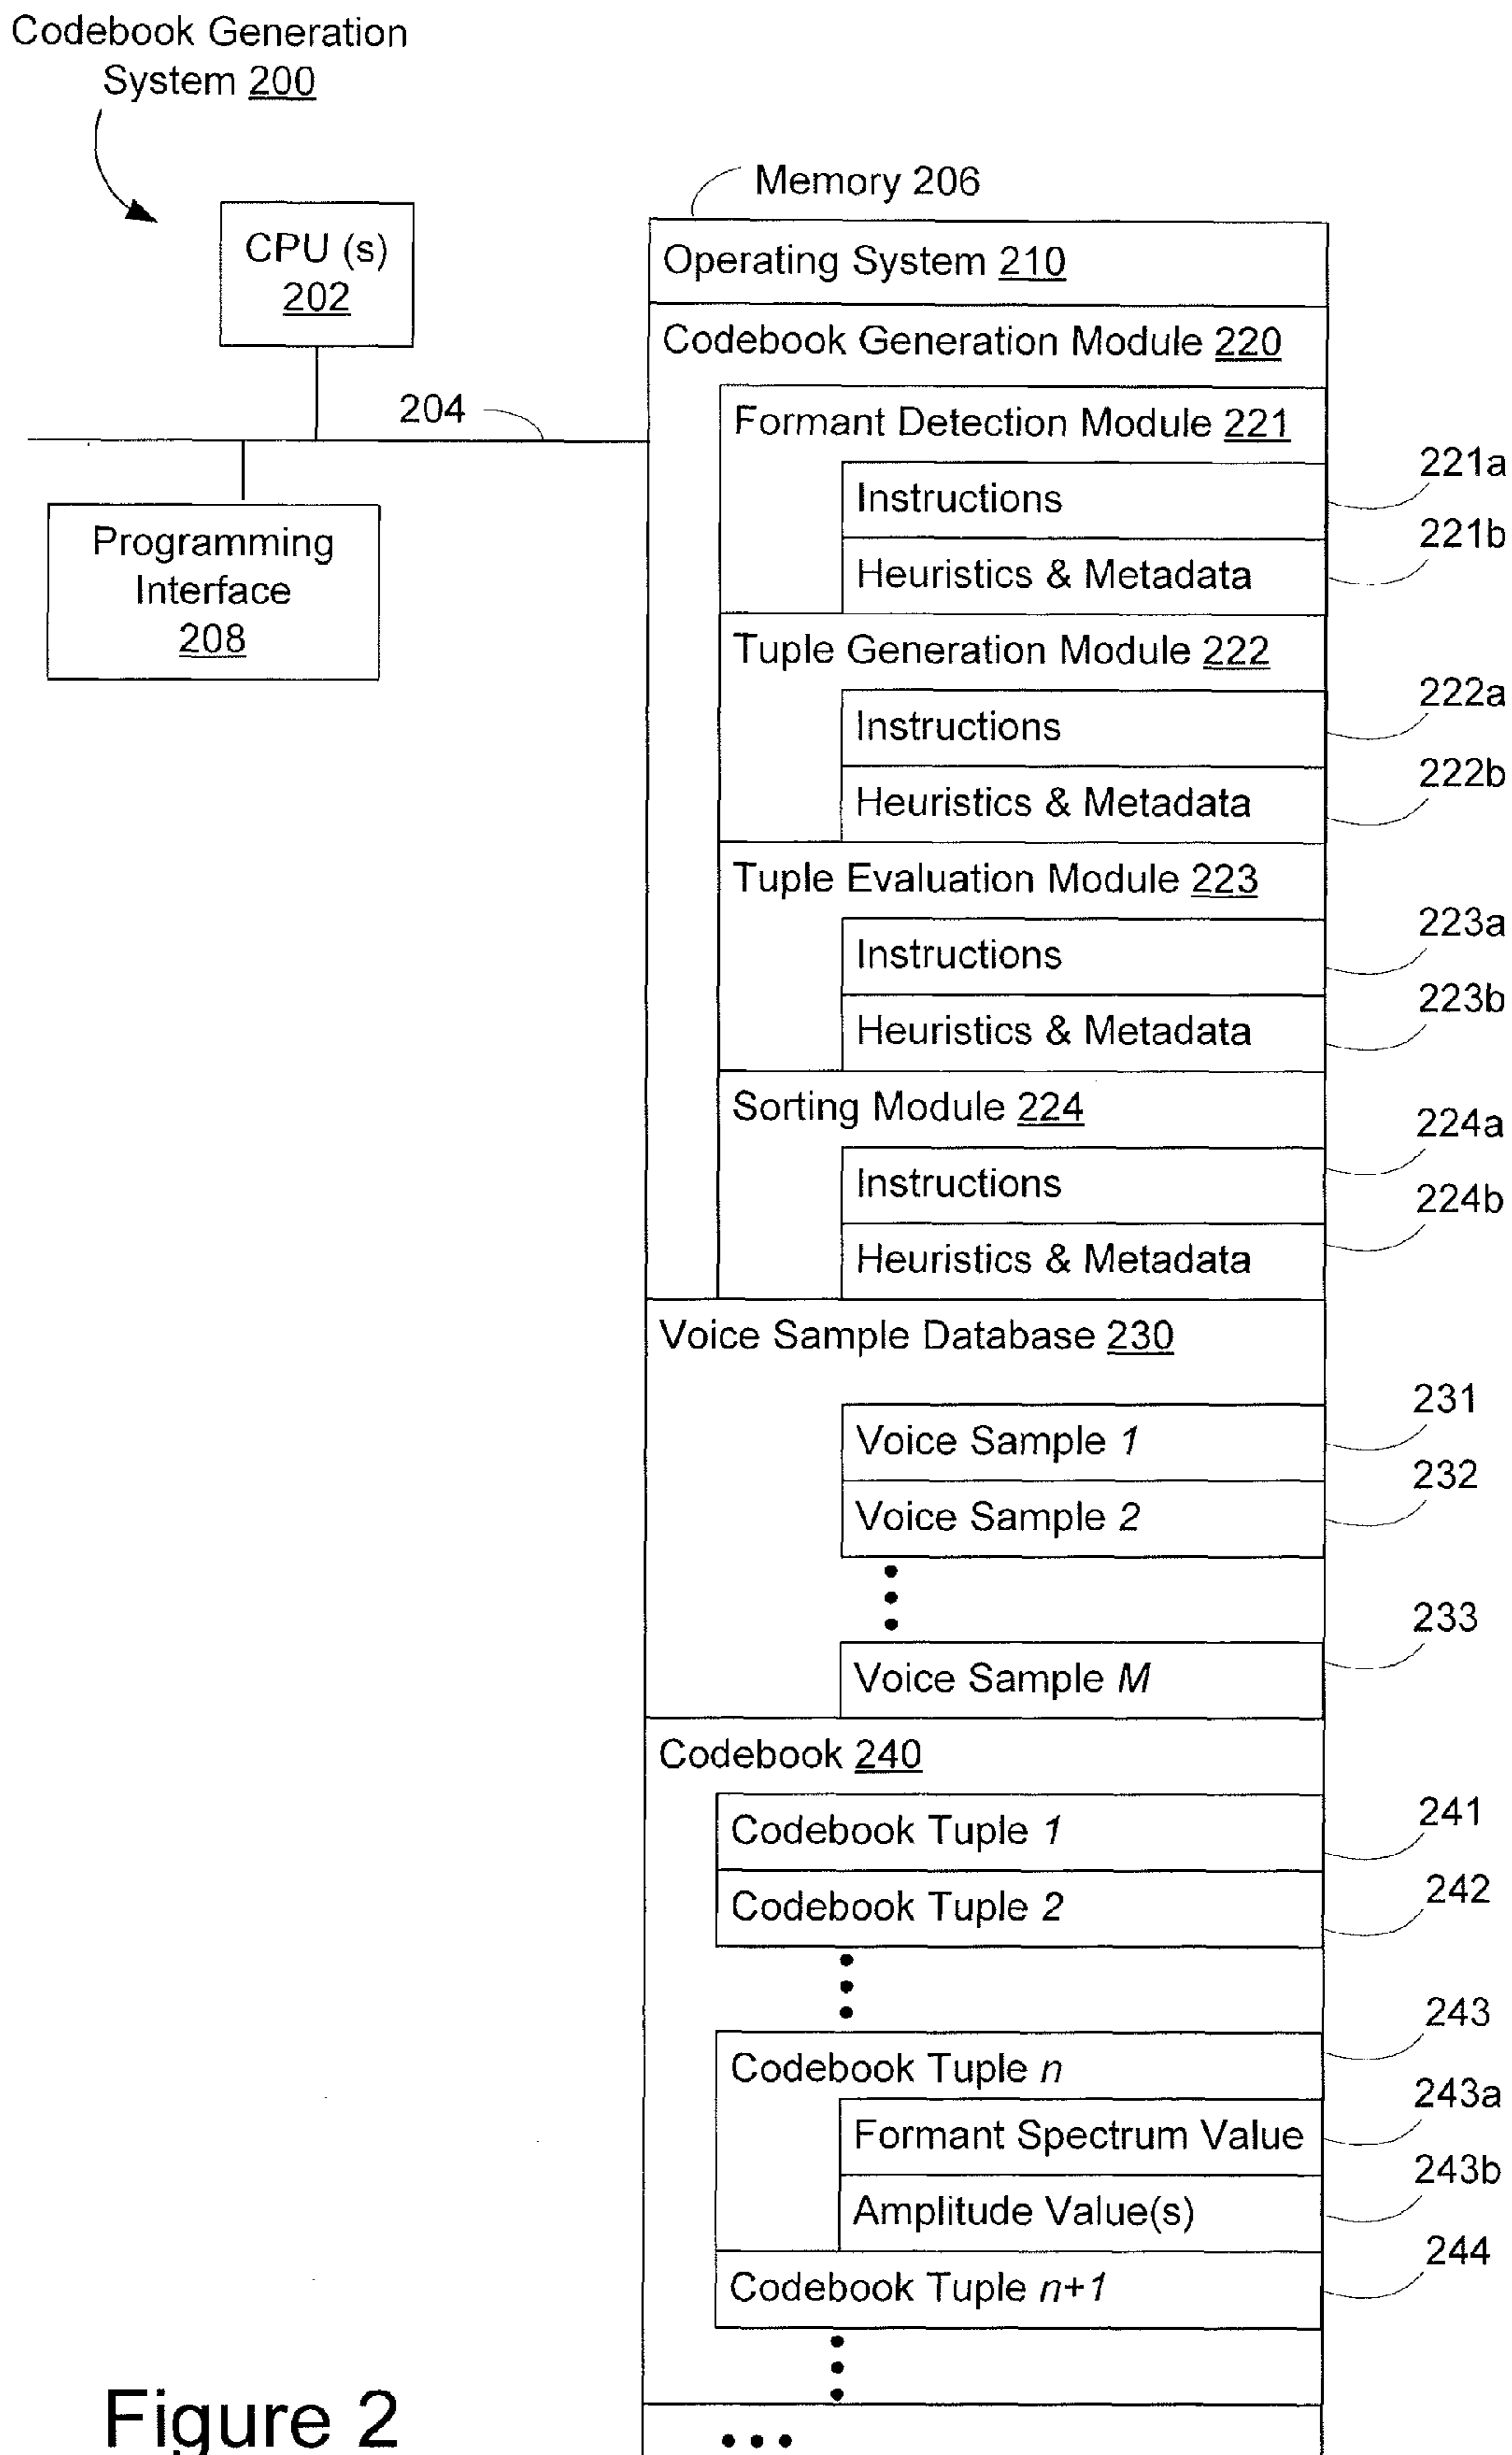 Codebook Generation
System 200
Memory 206
CPU (s)
202
Operating System 210
Codebook Generation Module 220
204
Formant Detection Module 221
221a
Instructions
221b
Heuristics & Metadata
Programming
Interface
208
Tuple Generation Module 222
222a
Instructions
222b
Heuristics & Metadata
Tuple Evaluation Module 223
223a
Instructions
223b
Heuristics & Metadata
Sorting Module 224
224a
Instructions
224b
Heuristics & Metadata
Voice Sample Database 230
231
Voice Sample 1
232
Voice Sample 2
233
Voice Sample M
Codebook 240
241
Codebook Tuple 1
242
Codebook Tuple 2
243
Codebook Tuple n
243a
Formant Spectrum Value
243b
Amplitude Value(s)
244
Codebook Tuple n+1
Figure 2